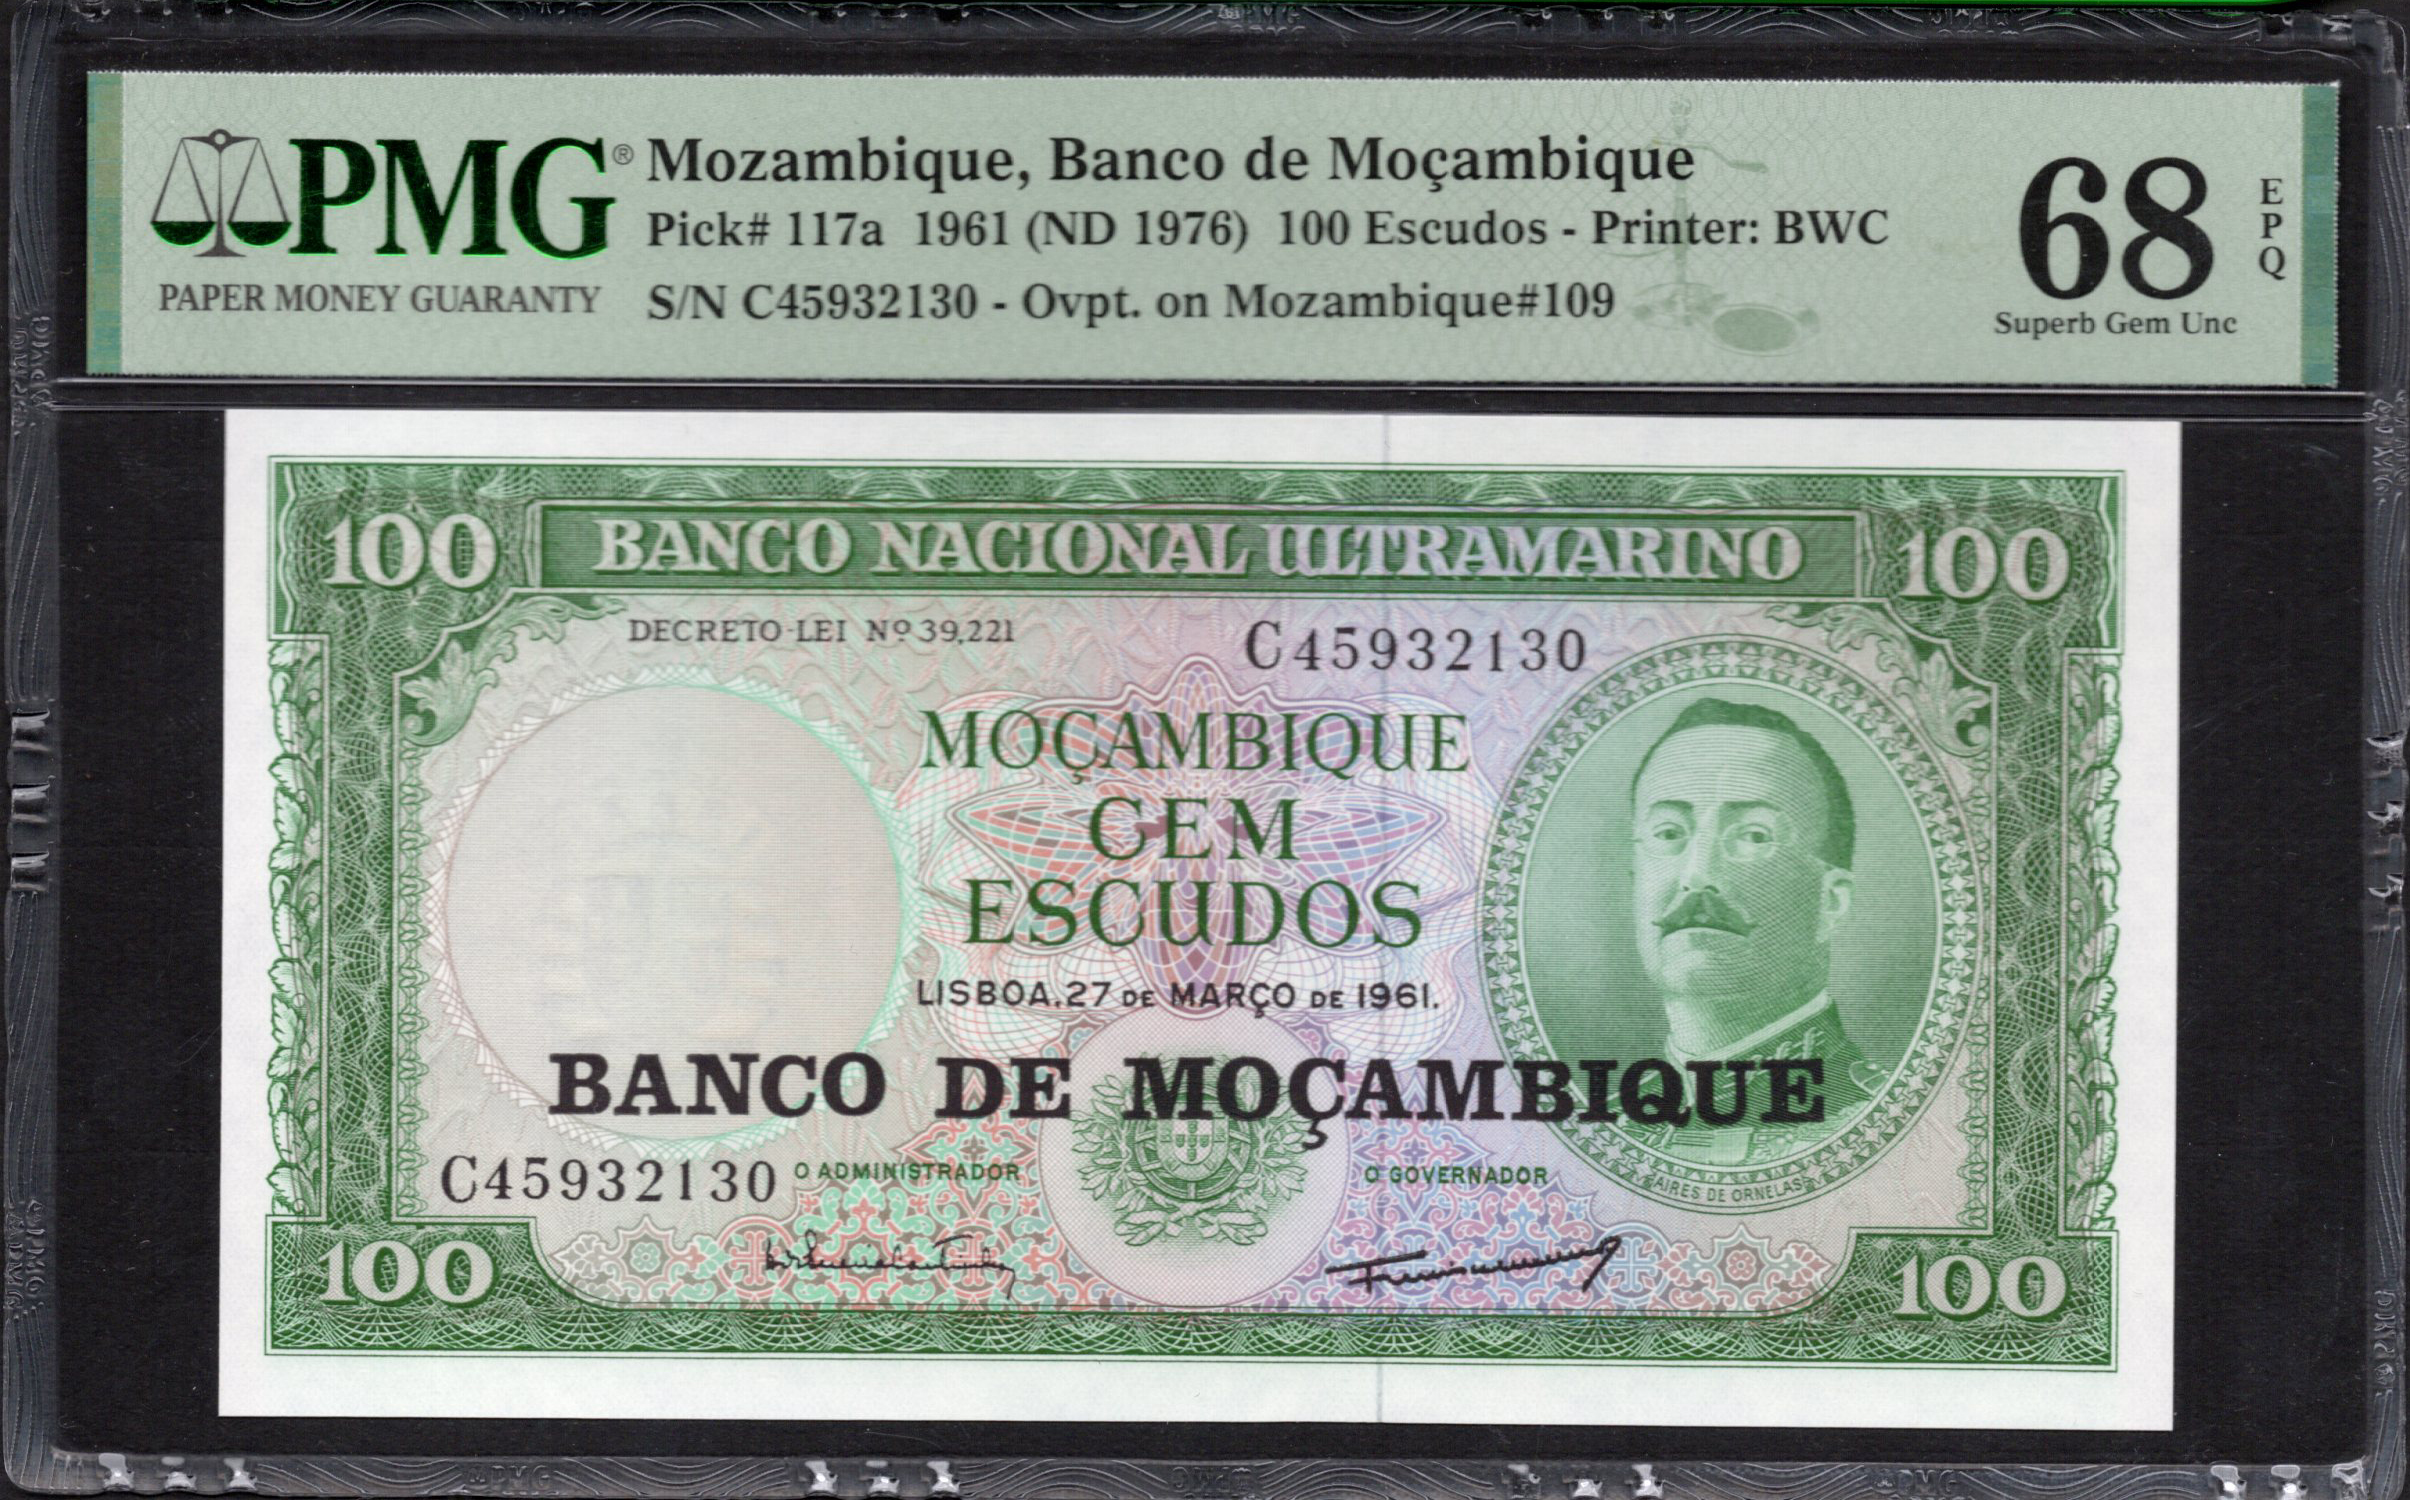 PMG®
PAPER MONEY GUARANTY
Mozambique, Banco de Moçambique
Pick# 117a 1961 (ND 1976) 100 Escudos - Printer: BWC
S/N C45932130 - Ovpt. on Mozambique#109
68
EPQ
Superb Gem Unc
100 BANCO NACIONAL ULTRAMARINO 100
DECRETO-LEI Nº 39,221
C45932130
MOÇAMBIQUE
CEM
ESCUDOS
LISBOA, 27 DE MARÇO DE 1961.
BANCO DE MOÇAMBIQUE
C45932130
O ADMINISTRADOR
O GOVERNADOR
AIRES DE ORNELAS
100 100